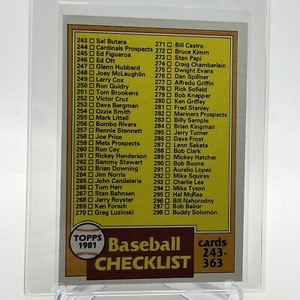 243 Sal Butera
244 Cardinals Prospects
245 Ed Figueroa
246 Ed Ott
247 Glenn Hubbard
248 Joey McLaughlin
249 Larry Cox
250 Ron Guidry
251 Tom Brookens
252 Victor Cruz
253 Dave Bergman
254 Ozzie Smith
255 Mark Littell
256 Bombo Rivera
257 Rennie Stennett
258 Joe Price
259 Mets Prospects
260 Ron Cey
261 Rickey Henderson
262 Sammy Stewart
263 Brian Downing
264 Jim Norris
265 John Candelaria
266 Tom Herr
267 Stan Bahnsen
268 Jerry Royster
269 Ken Forsch
270 Greg Luzinski
271 Bill Castro
272 Bruce Kimm
273 Stan Papi
274 Craig Chamberlain
275 Dwight Evans
276 Dan Spillner
277 Alfredo Griffin
278 Rick Sofield
279 Bob Knepper
280 Ken Griffey
281 Fred Stanley
282 Mariners Prospects
283 Billy Sample
284 Brian Kingman
285 Jerry Turner
286 Dave Frost
287 Lenn Sakata
288 Bob Clark
289 Mickey Hatcher
290 Bob Boone
291 Aurelio Lopez
292 Mike Squires
293 Charlie Lea
294 Mike Scott
295 Hal McRae
296 Bill Nahorodny
297 Bob Bailor
298 Buddy Solomon
TOPPS
1981
Baseball
CHECKLIST
cards
243-
363